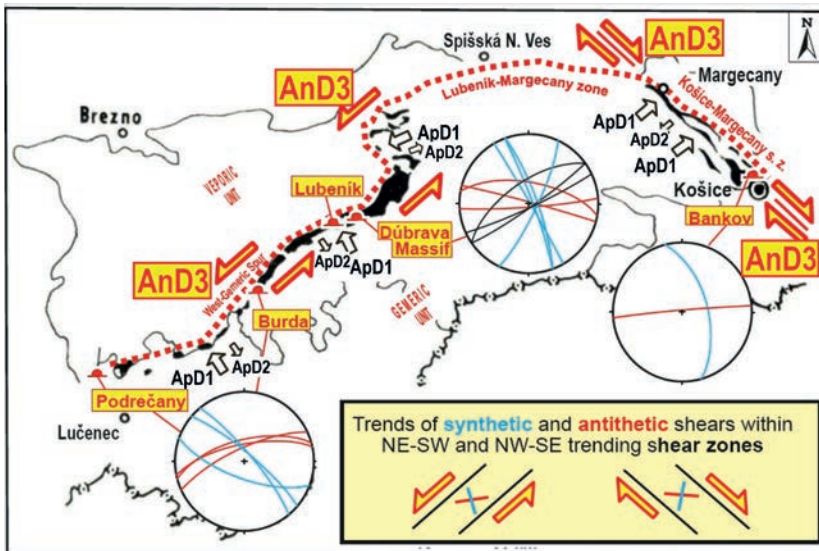 N
Spišská N. Ves
AnD3
Margecany
Lubeník-Margecany zone
Košice-Margecany s. z.
AnD3
Brezno
ApD1
ApD2
ApD1
ApD2
ApD1
Košice
VEPORIC
UNIT
Lubeník
Dúbrava
Massif
Bankov
AnD3
AnD3
West-Gemeric Spur
ApD2
ApD1
GEMERIC
UNIT
Burda
ApD1
ApD2
Podrečany
Lučenec
Trends of synthetic and antithetic shears within
NE-SW and NW-SE trending shear zones